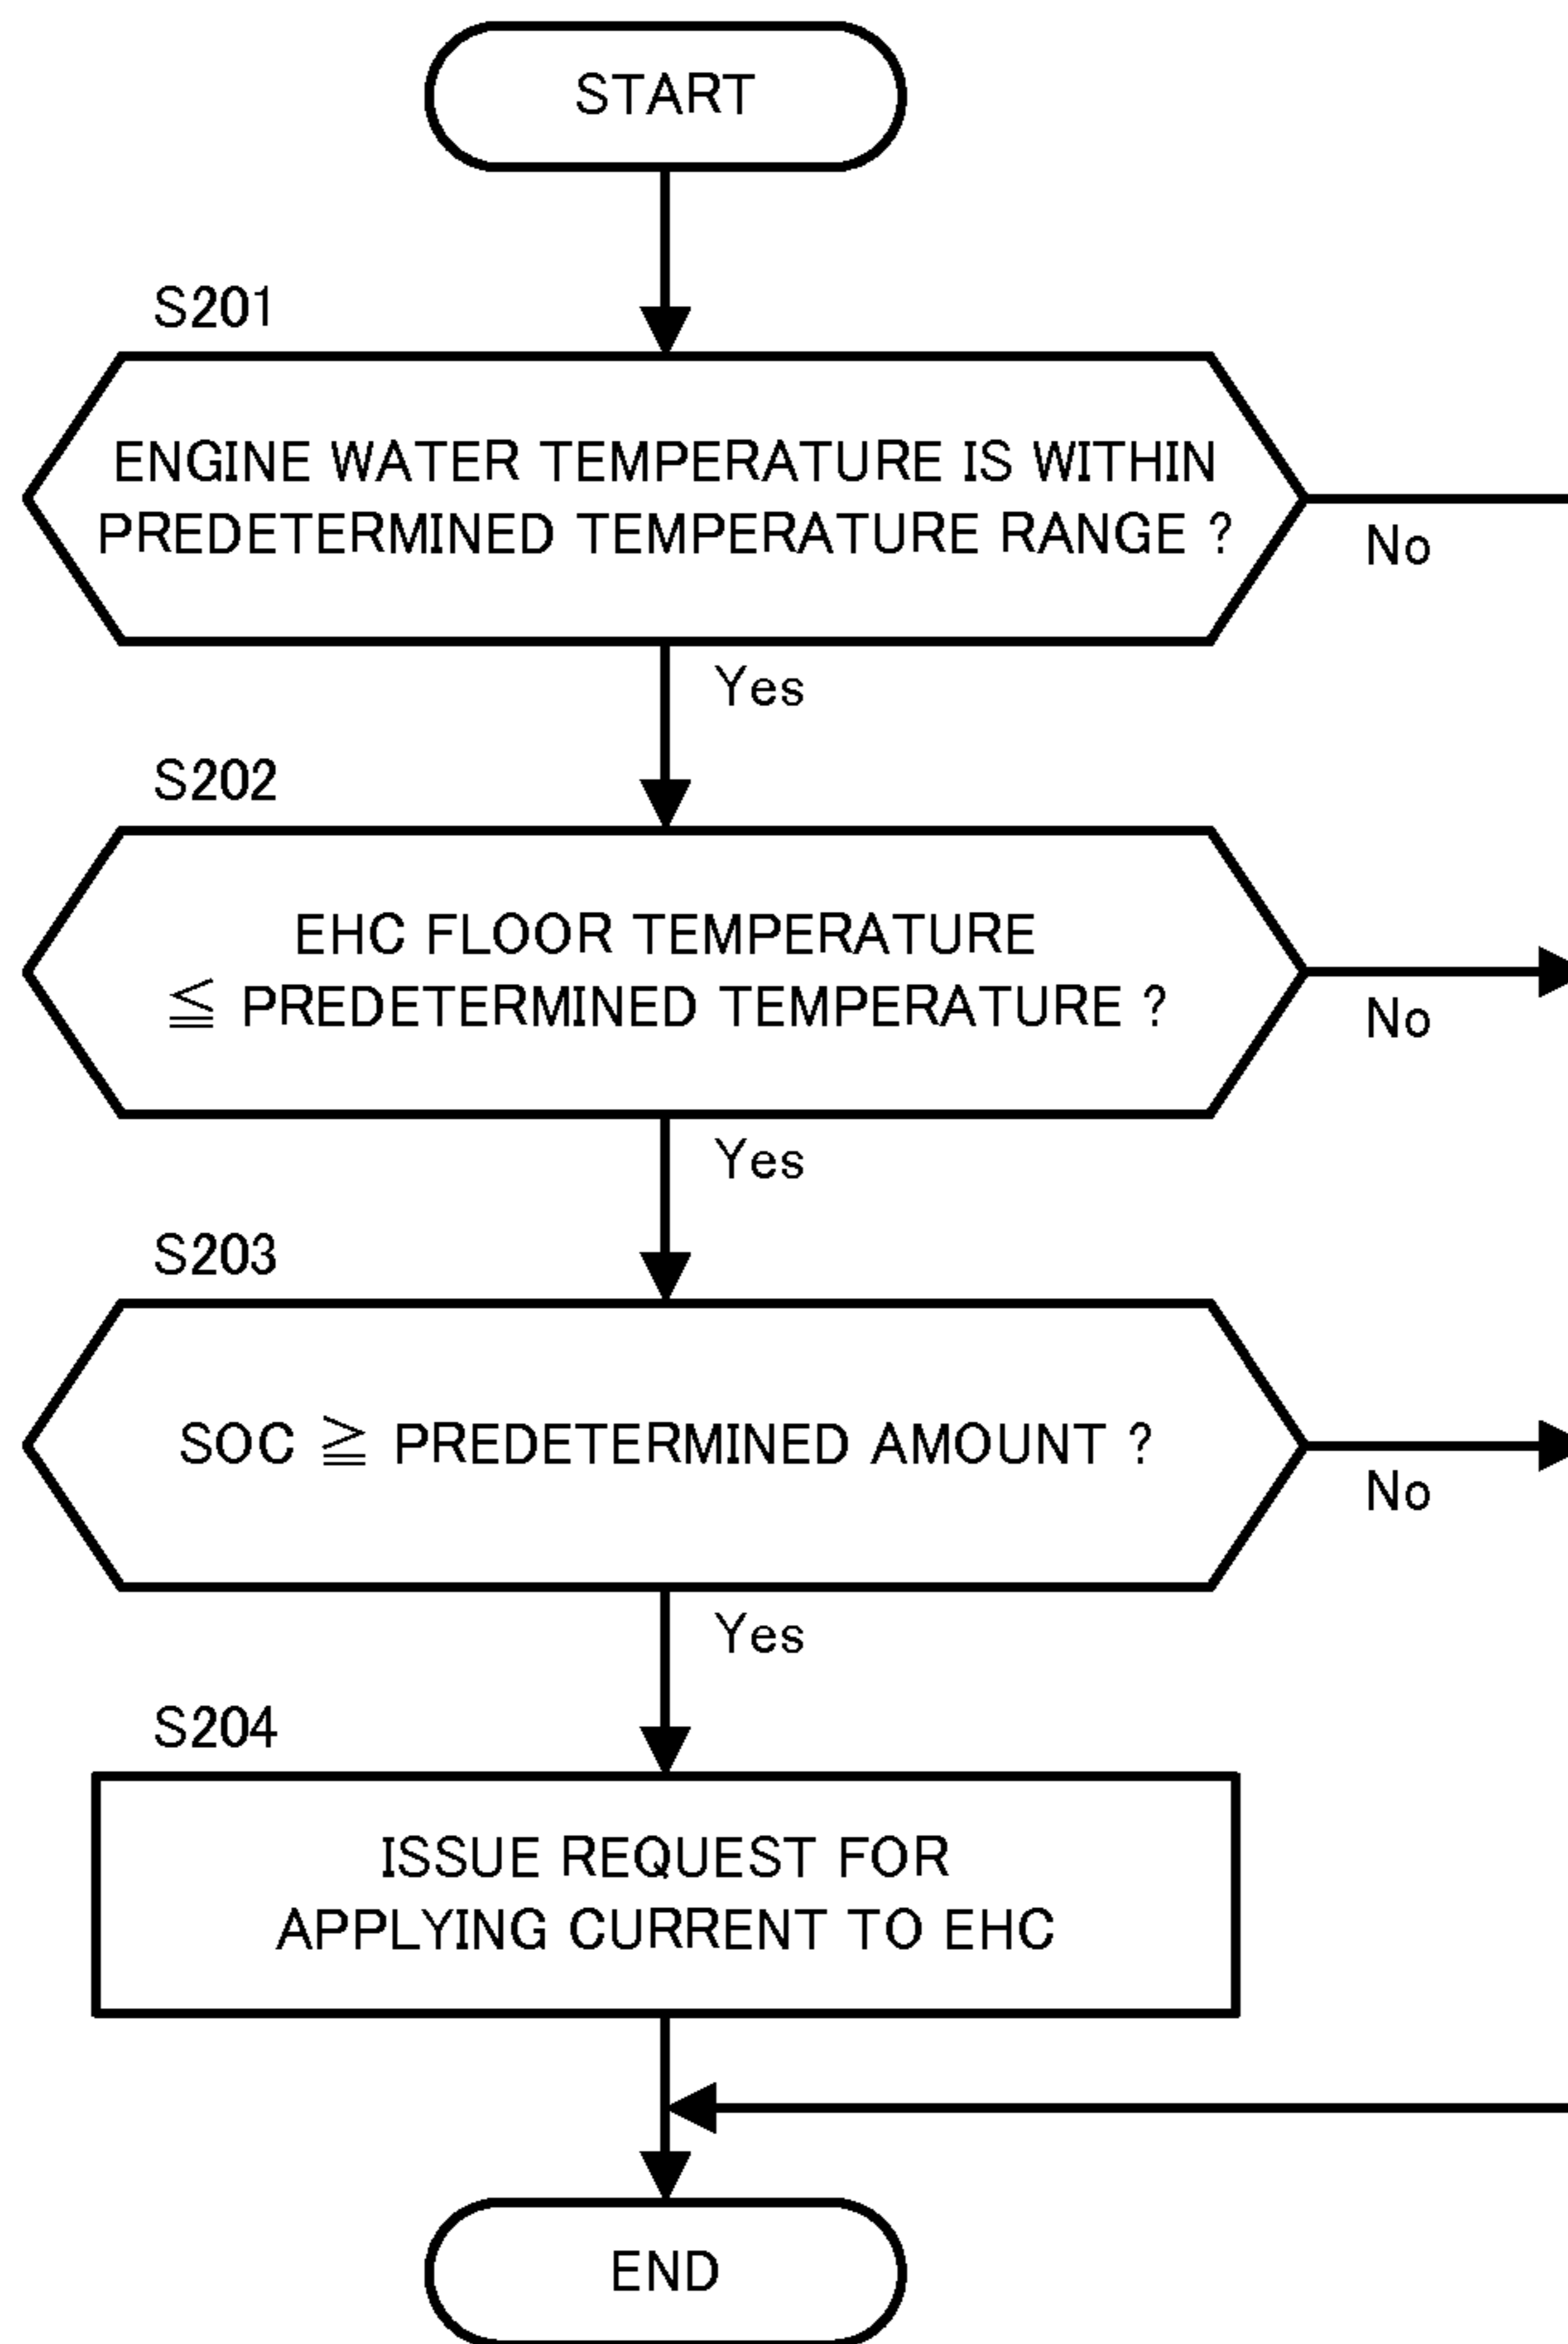 START
S201
ENGINE WATER TEMPERATURE IS WITHIN
PREDETERMINED TEMPERATURE RANGE ?
No
Yes
S202
EHC FLOOR TEMPERATURE
≦ PREDETERMINED TEMPERATURE ?
No
Yes
S203
SOC ≧ PREDETERMINED AMOUNT ?
No
Yes
S204
ISSUE REQUEST FOR
APPLYING CURRENT TO EHC
END